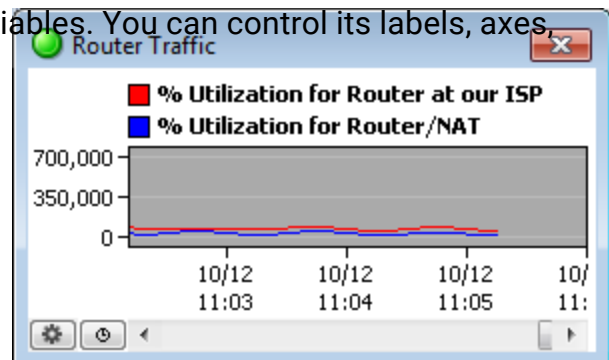 iables. You can control its labels, axes,
Router Traffic
% Utilization for Router at our ISP
% Utilization for Router/NAT
700,000
350,000
0
10/12 10/12 10/12 10/
11:03 11:04 11:05 11: